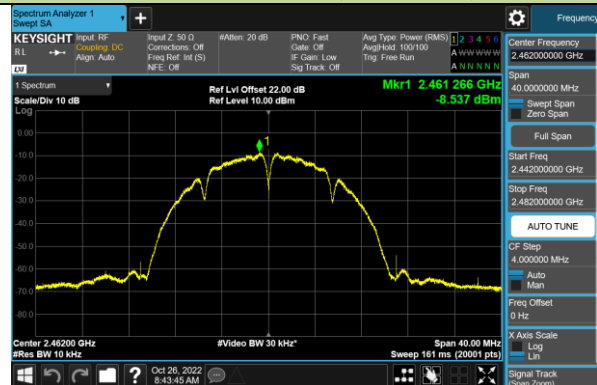 Spectrum Analyzer 1
Swept SA
Frequency
KEYSIGHT
RL
LXI
Input: RF
Coupling: DC
Align: Auto
Input Z: 50 Ω
Corrections: Off
Freq Ref: Int (S)
NFE: Off
#Atten: 20 dB
PNO: Fast
Gate: Off
IF Gain: Low
Sig Track: Off
Avg Type: Power (RMS)
Avg|Hold: 100/100
Trig: Free Run
1 2 3 4 5 6
A W W W W W
A N N N N N
1 Spectrum
Scale/Div 10 dB
Log
Ref Lvl Offset 22.00 dB
Ref Level 10.00 dBm
Mkr1 2.461 266 GHz
-8.537 dBm
1
0.00
-10.0
-20.0
-30.0
-40.0
-50.0
-60.0
-70.0
-80.0
Center 2.46200 GHz
#Res BW 10 kHz
#Video BW 30 kHz*
Span 40.00 MHz
Sweep 161 ms (20001 pts)
Oct 26, 2022
8:43:45 AM
?
Center Frequency
2.462000000 GHz
Span
40.0000000 MHz
Swept Span
Zero Span
Full Span
Start Freq
2.442000000 GHz
Stop Freq
2.482000000 GHz
AUTO TUNE
CF Step
4.000000 MHz
Auto
Man
Freq Offset
0 Hz
X Axis Scale
Log
Lin
Signal Track
(Span Zoom)